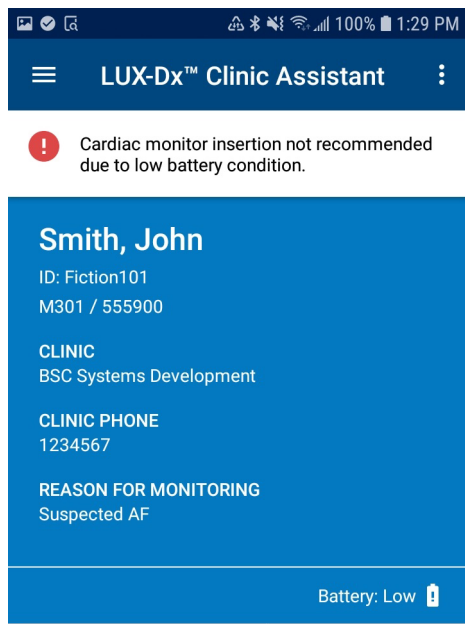 100% 1:29 PM
LUX-Dx™ Clinic Assistant
Cardiac monitor insertion not recommended
due to low battery condition.
Smith, John
ID: Fiction101
M301 / 555900
CLINIC
BSC Systems Development
CLINIC PHONE
1234567
REASON FOR MONITORING
Suspected AF
Battery: Low